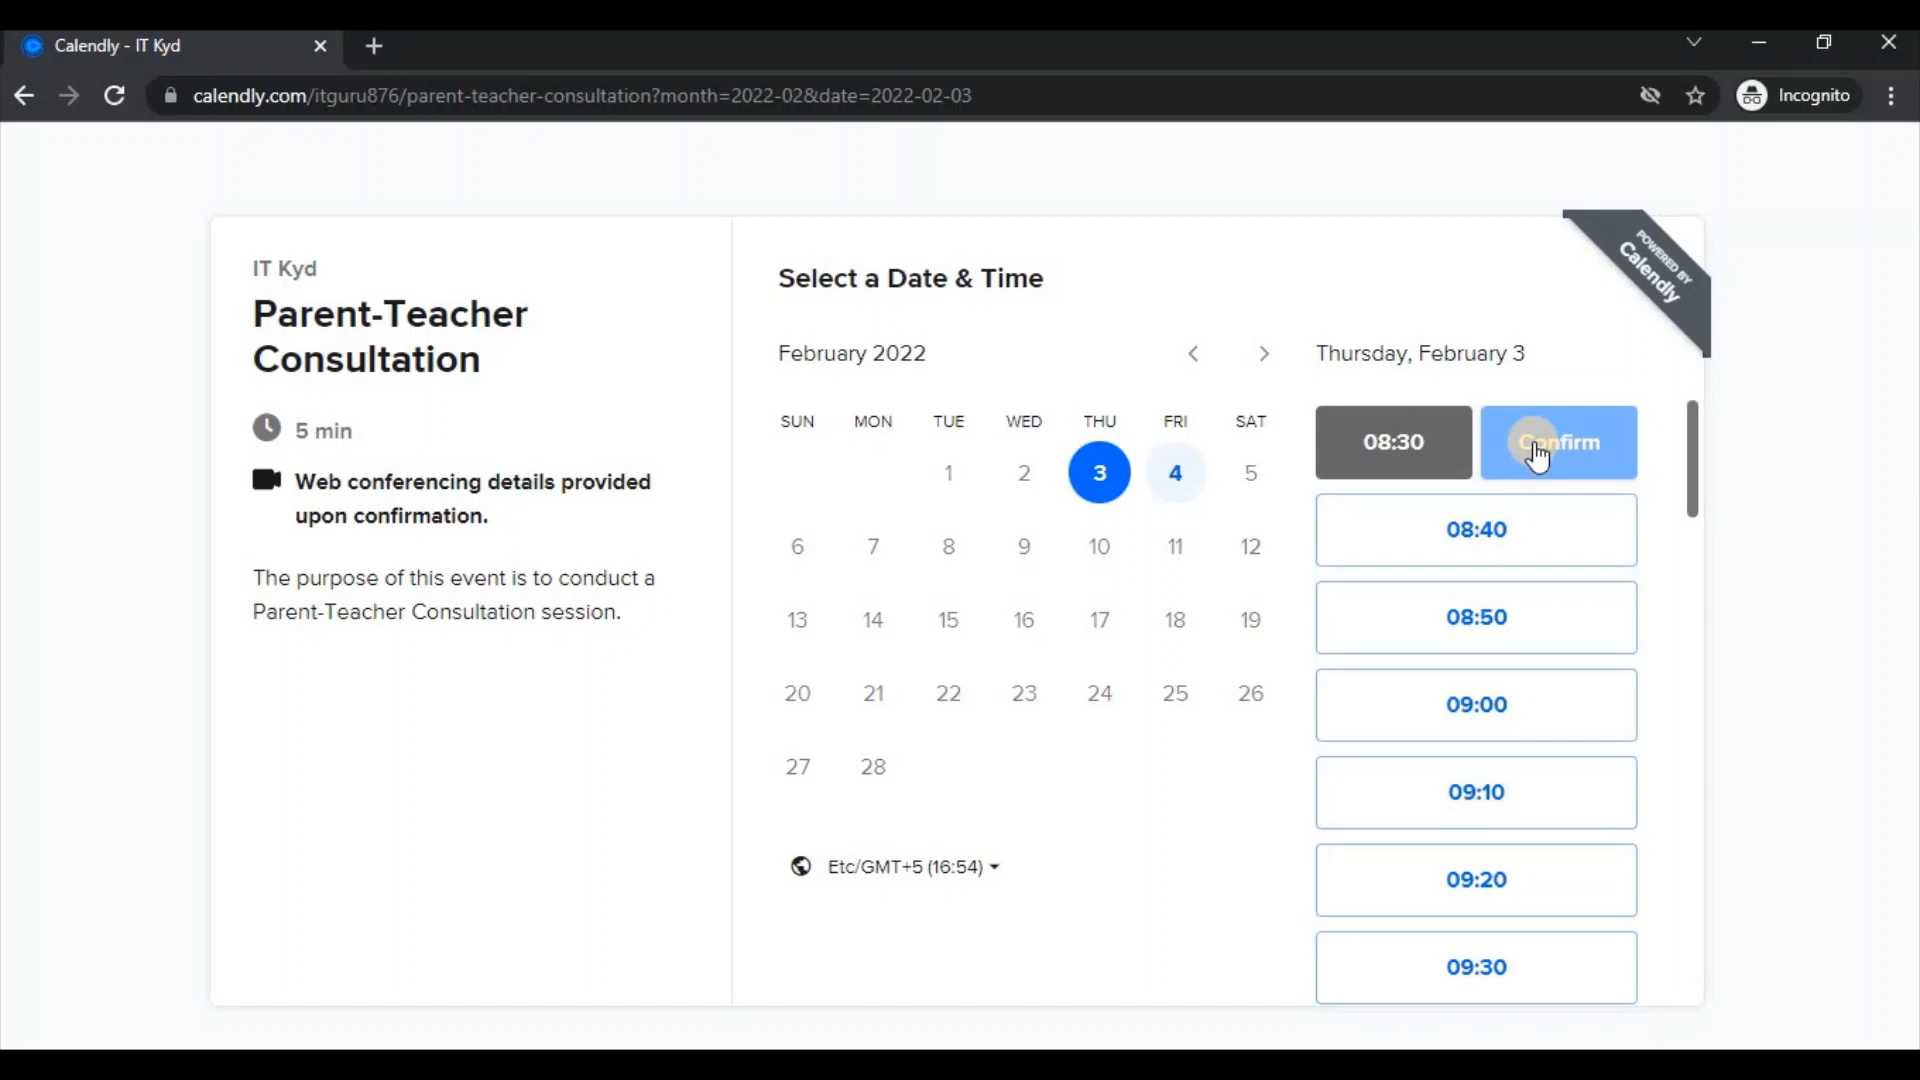 Calendly - IT Kyd
calendly.com/itguru876/parent-teacher-consultation?month=2022-02&date=2022-02-03
Incognito
IT Kyd
Parent-Teacher
Consultation
5 min
Web conferencing details provided
upon confirmation.
The purpose of this event is to conduct a
Parent-Teacher Consultation session.
Select a Date & Time
POWERED BY
Calendly
February 2022
SUN MON TUE WED THU FRI SAT
1 2 3 4 5
6 7 8 9 10 11 12
13 14 15 16 17 18 19
20 21 22 23 24 25 26
27 28
Etc/GMT+5 (16:54)
Thursday, February 3
08:30 Confirm
08:40
08:50
09:00
09:10
09:20
09:30